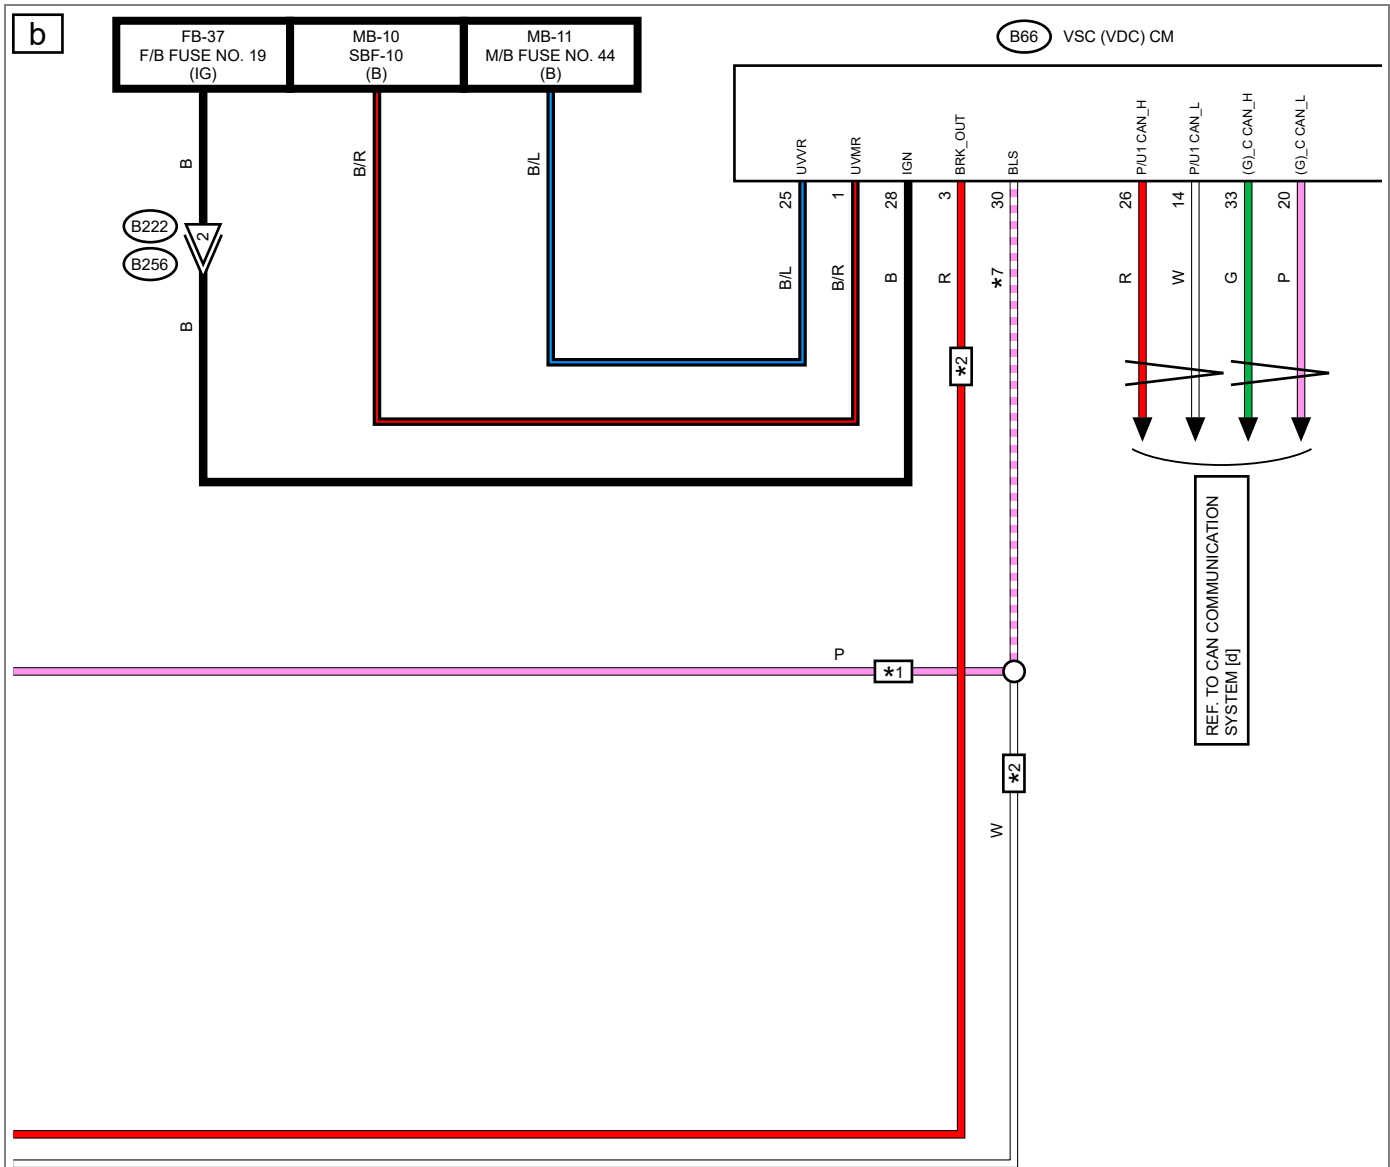 b
FB-37
F/B FUSE NO. 19
(IG)
MB-10
SBF-10
(B)
MB-11
M/B FUSE NO. 44
(B)
B66 VSC (VDC) CM
UVVR
UVMR
IGN
BRK_OUT
BLS
P/U1 CAN_H
P/U1 CAN_L
(G)_C CAN_H
(G)_C CAN_L
25
1
28
3
30
26
14
33
20
B
B/R
B/L
B222
2
B256
B
B/L
B/R
B
R
*7
R
W
G
P
*2
REF. TO CAN COMMUNICATION
SYSTEM [d]
P
*1
*2
W